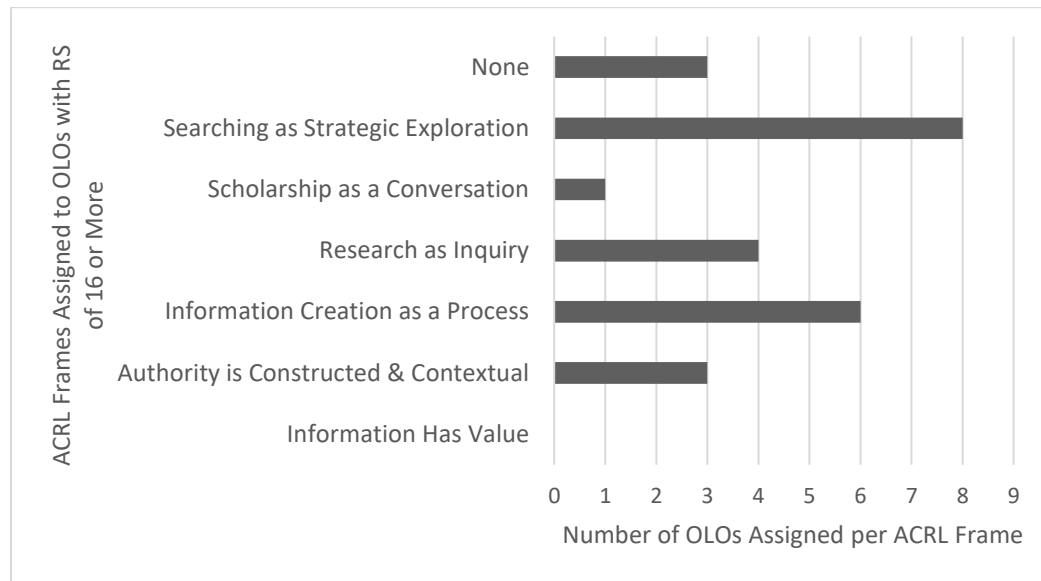 ACRL Frames Assigned to OLOs with RS
of 16 or More
None
Searching as Strategic Exploration
Scholarship as a Conversation
Research as Inquiry
Information Creation as a Process
Authority is Constructed & Contextual
Information Has Value
0 1 2 3 4 5 6 7 8 9
Number of OLOs Assigned per ACRL Frame